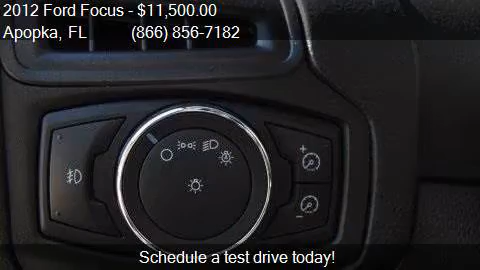 2012 Ford Focus - $11,500.00
Apopka, FL (866) 856-7182
Schedule a test drive today!